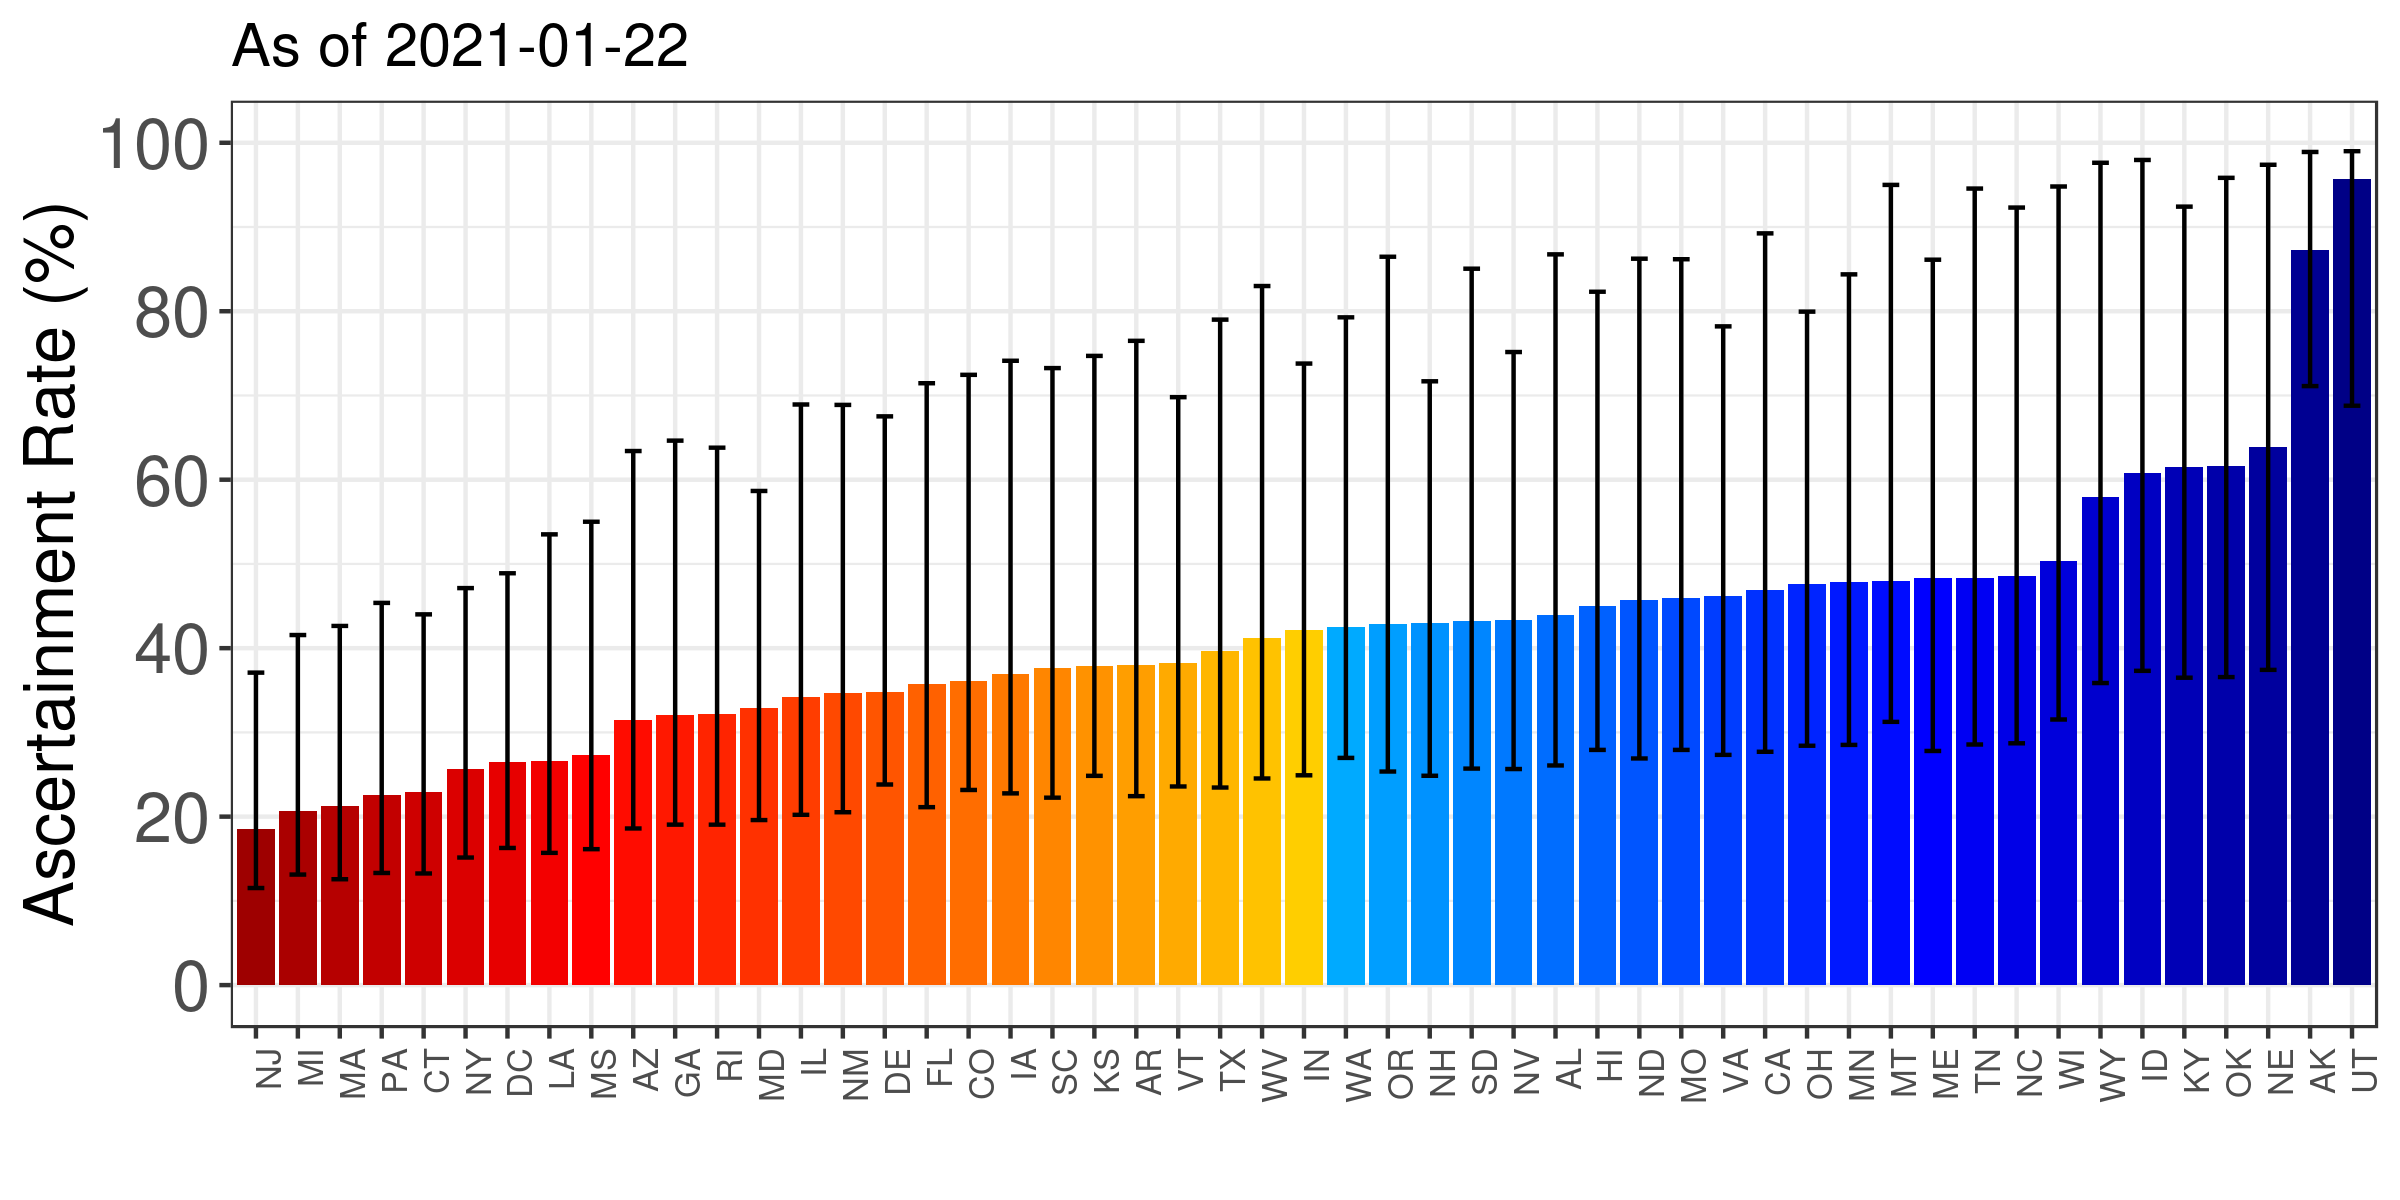 As of 2021-01-22
Ascertainment Rate (%)
100
80
60
40
20
0
NJ
MI
MA
PA
CT
NY
DC
LA
MS
AZ
GA
RI
MD
IL
NM
DE
FL
CO
IA
SC
KS
AR
VT
TX
WV
IN
WA
OR
NH
SD
NV
AL
HI
ND
MO
VA
CA
OH
MN
MT
ME
TN
NC
WI
WY
ID
KY
OK
NE
AK
UT